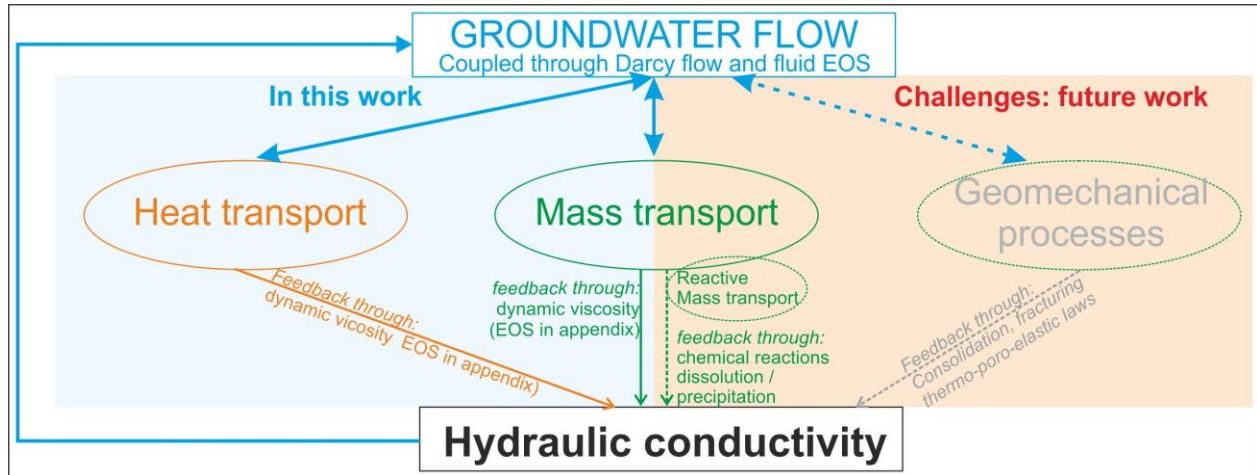 GROUNDWATER FLOW
Coupled through Darcy flow and fluid EOS
In this work
Challenges: future work
Heat transport
Mass transport
Geomechanical
processes
Feedback through:
dynamic vicosity EOS in appendix)
feedback through:
dynamic viscosity
(EOS in appendix)
Reactive
Mass transport
feedback through:
chemical reactions
dissolution /
precipitation
Feedback through:
Consolidation, fracturing
thermo-poro-elastic laws
Hydraulic conductivity